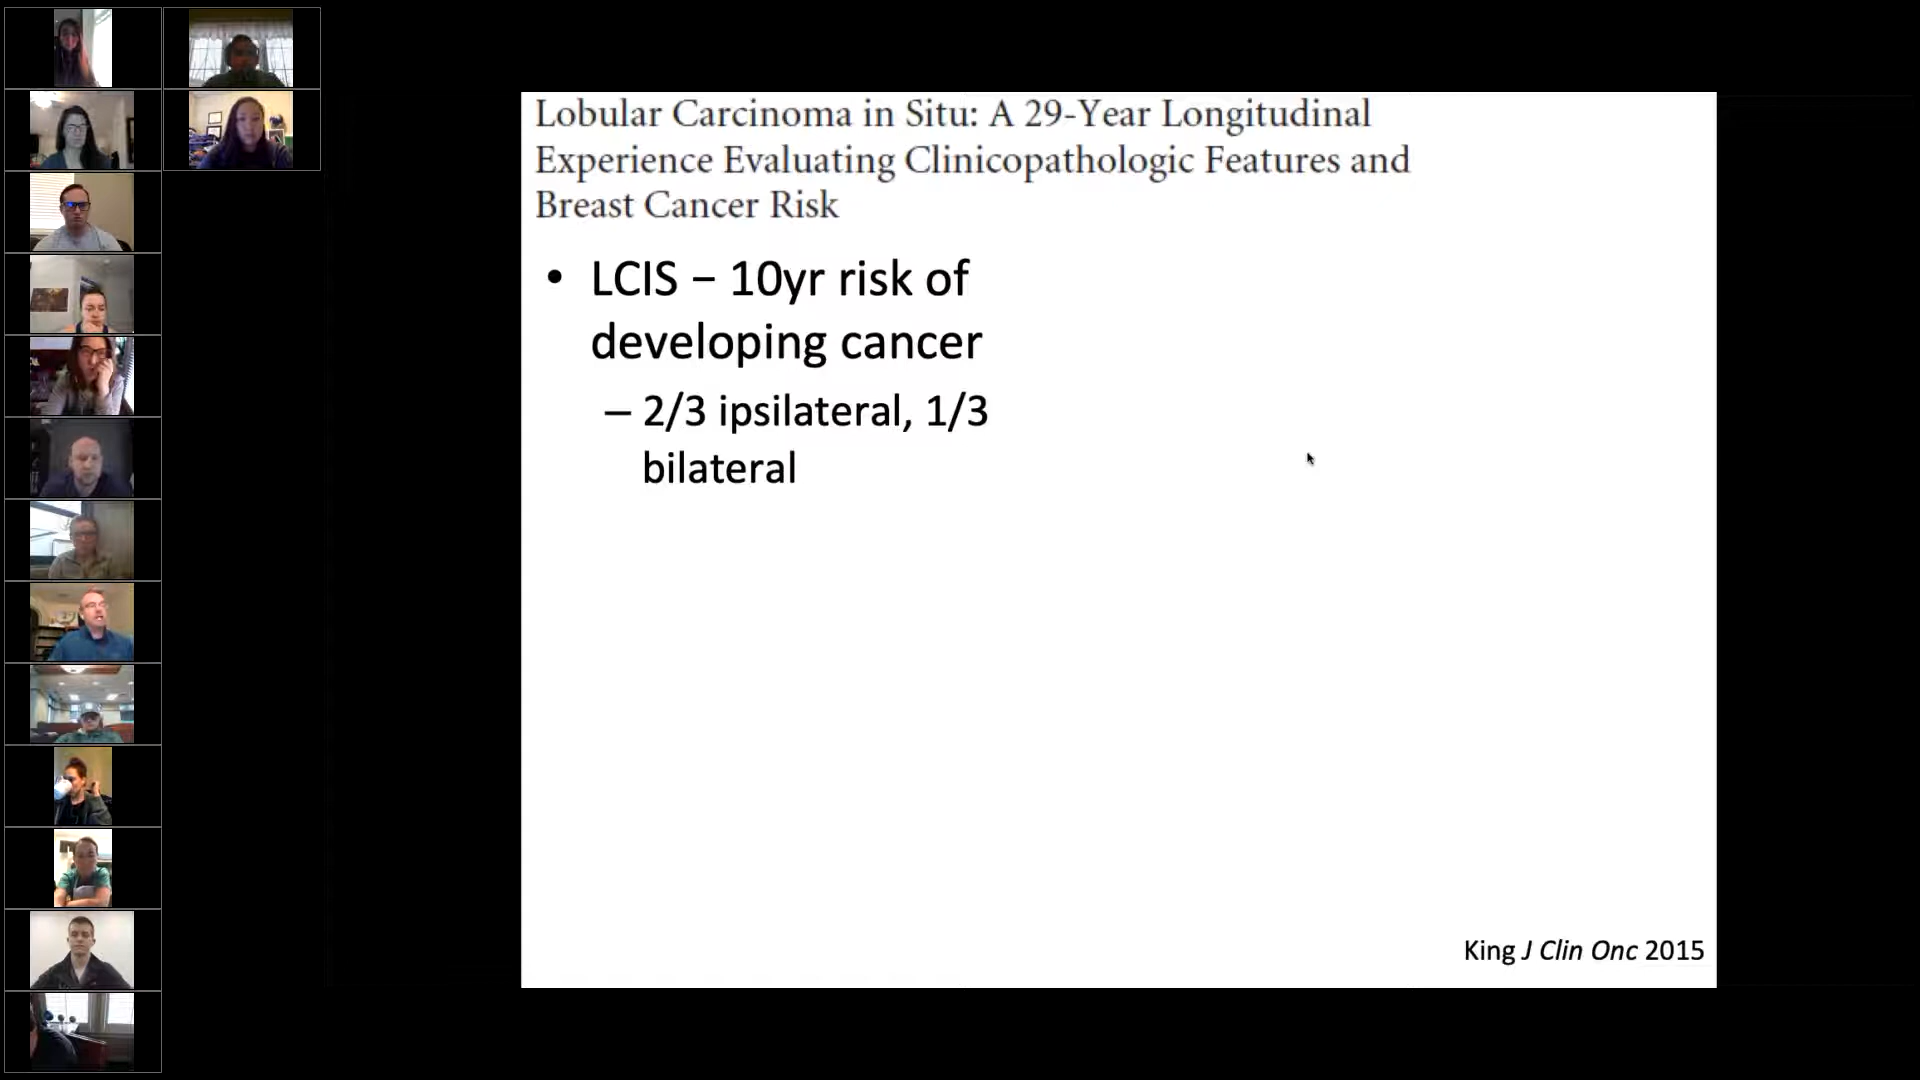 Lobular Carcinoma in Situ: A 29-Year Longitudinal
Experience Evaluating Clinicopathologic Features and
Breast Cancer Risk
• LCIS – 10yr risk of
developing cancer
– 2/3 ipsilateral, 1/3
bilateral
King J Clin Onc 2015